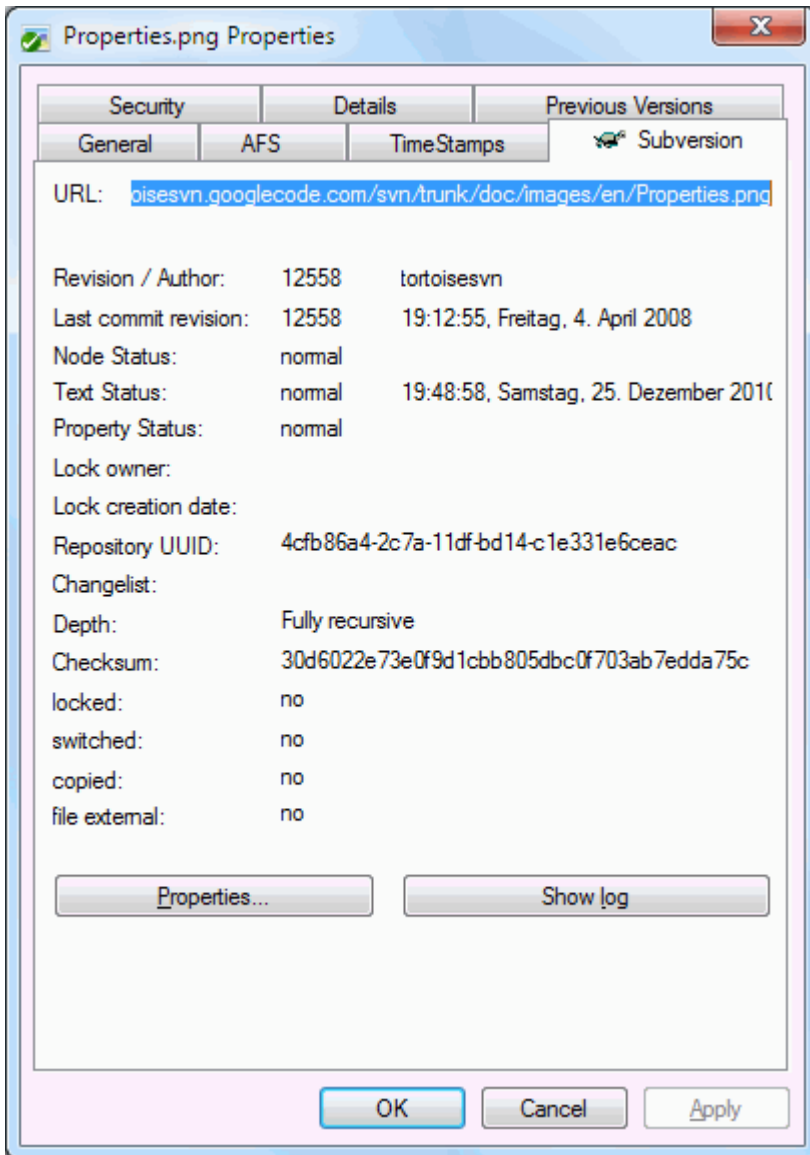 Properties.png Properties
Security Details Previous Versions
General AFS TimeStamps Subversion
URL: oisesvn.googlecode.com/svn/trunk/doc/images/en/Properties.png
Revision / Author: 12558 tortoisesvn
Last commit revision: 12558 19:12:55, Freitag, 4. April 2008
Node Status: normal
Text Status: normal 19:48:58, Samstag, 25. Dezember 2010
Property Status: normal
Lock owner:
Lock creation date:
Repository UUID: 4cfb86a4-2c7a-11df-bd14-c1e331e6ceac
Changelist:
Depth: Fully recursive
Checksum: 30d6022e73e0f9d1cbb805dbc0f703ab7edda75c
locked: no
switched: no
copied: no
file external: no
Properties... Show log
OK Cancel Apply